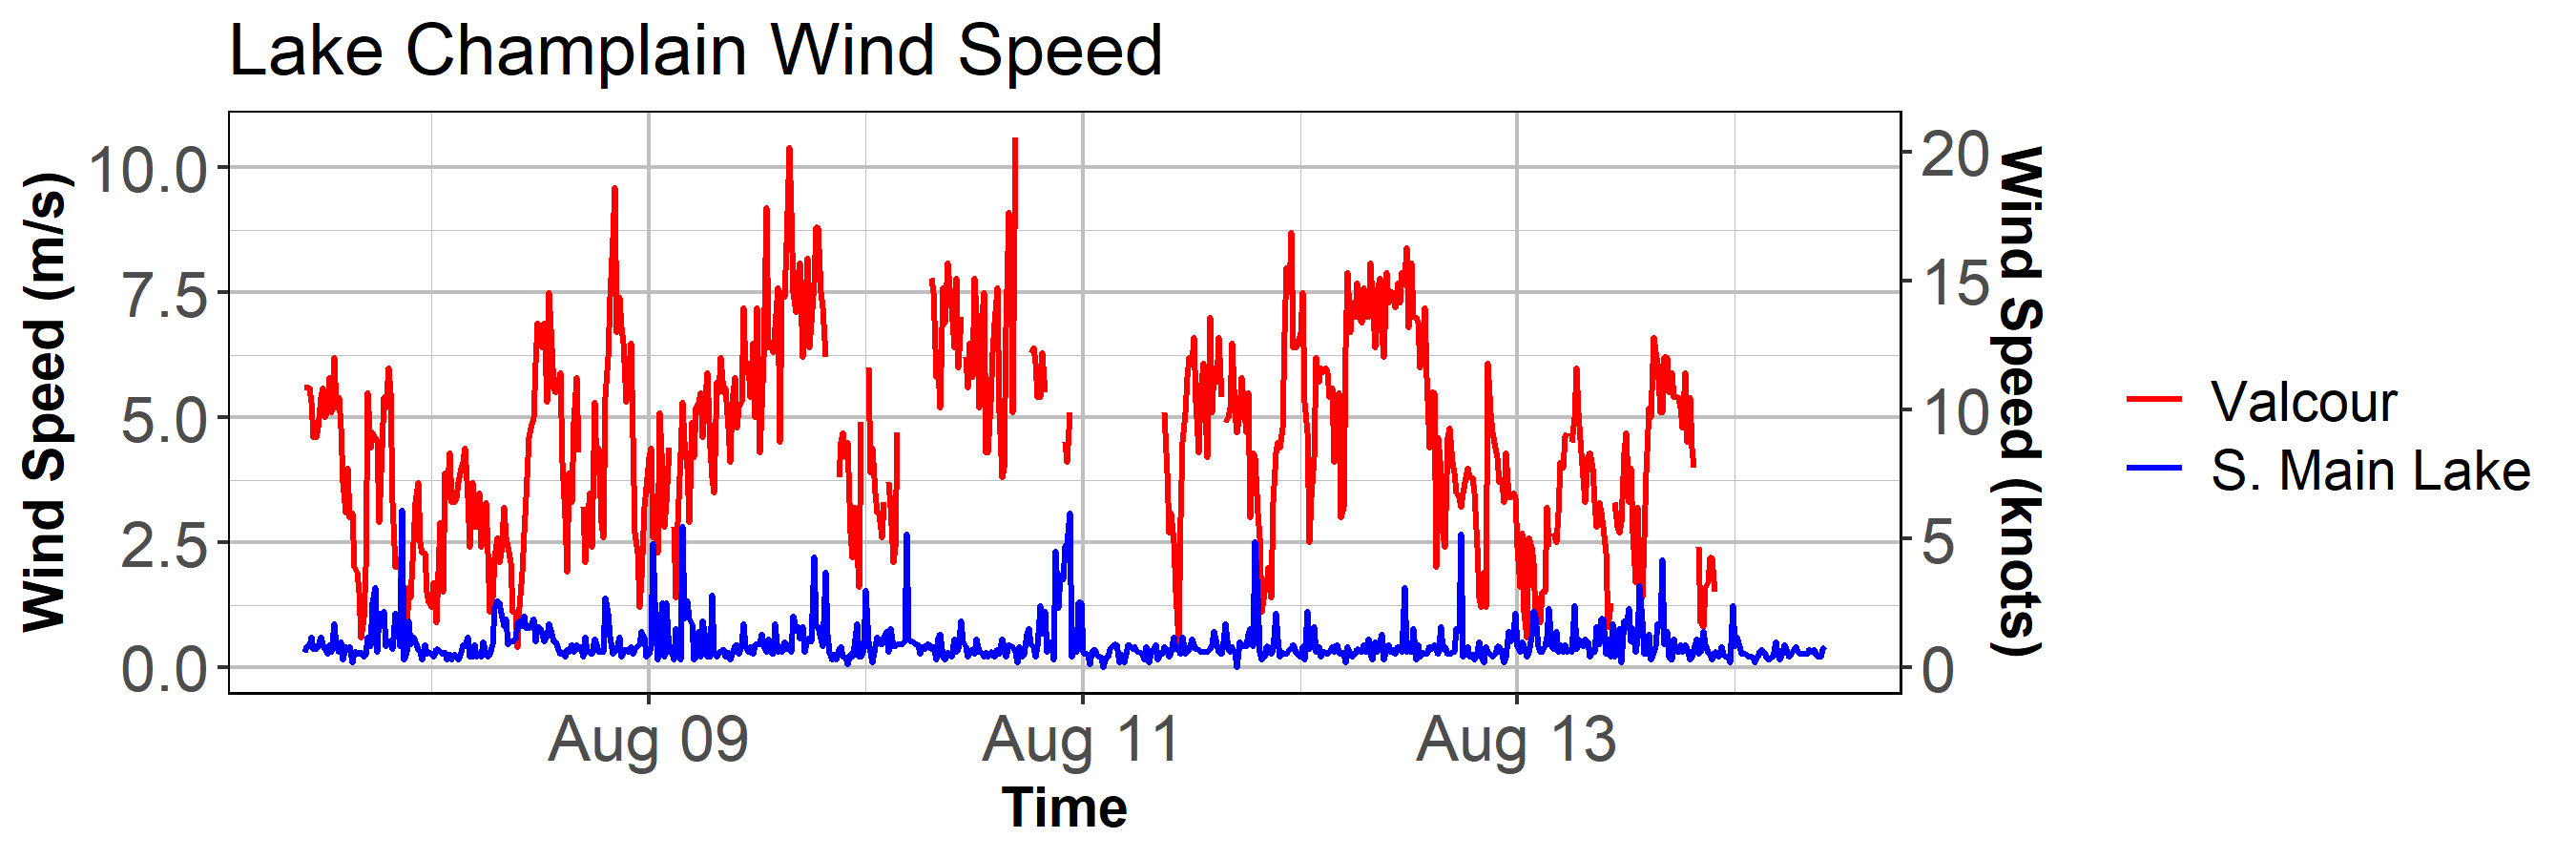 Lake Champlain Wind Speed
Wind Speed (m/s)
10.0
7.5
5.0
2.5
0.0
20
15
10
5
0
Wind Speed (knots)
Aug 09
Aug 11
Aug 13
Time
Valcour
S. Main Lake